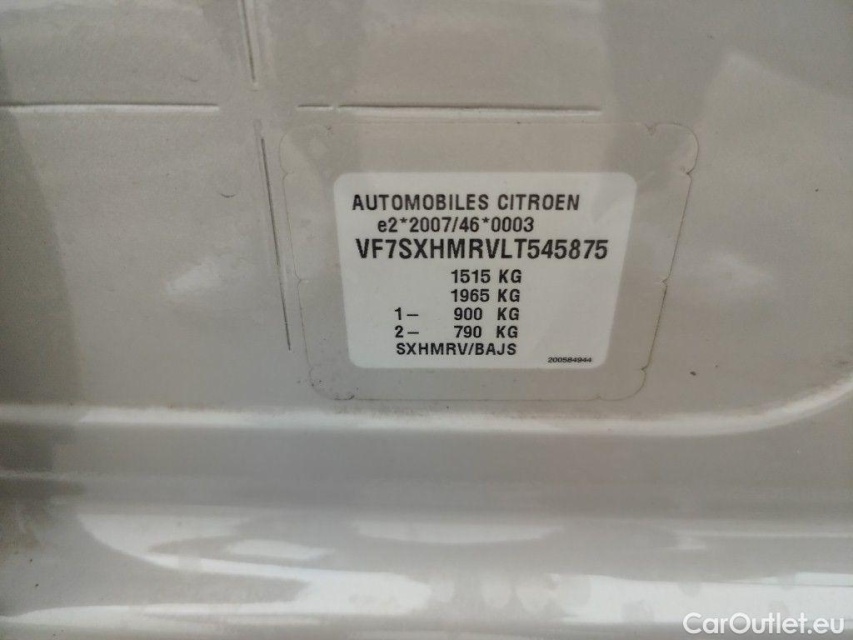 AUTOMOBILES CITROEN
e2*2007/46*0003
VF7SXHMRVLT545875
1515 KG
1965 KG
1- 900 KG
2- 790 KG
SXHMRV/BAJS
200584944
CarOutlet.eu